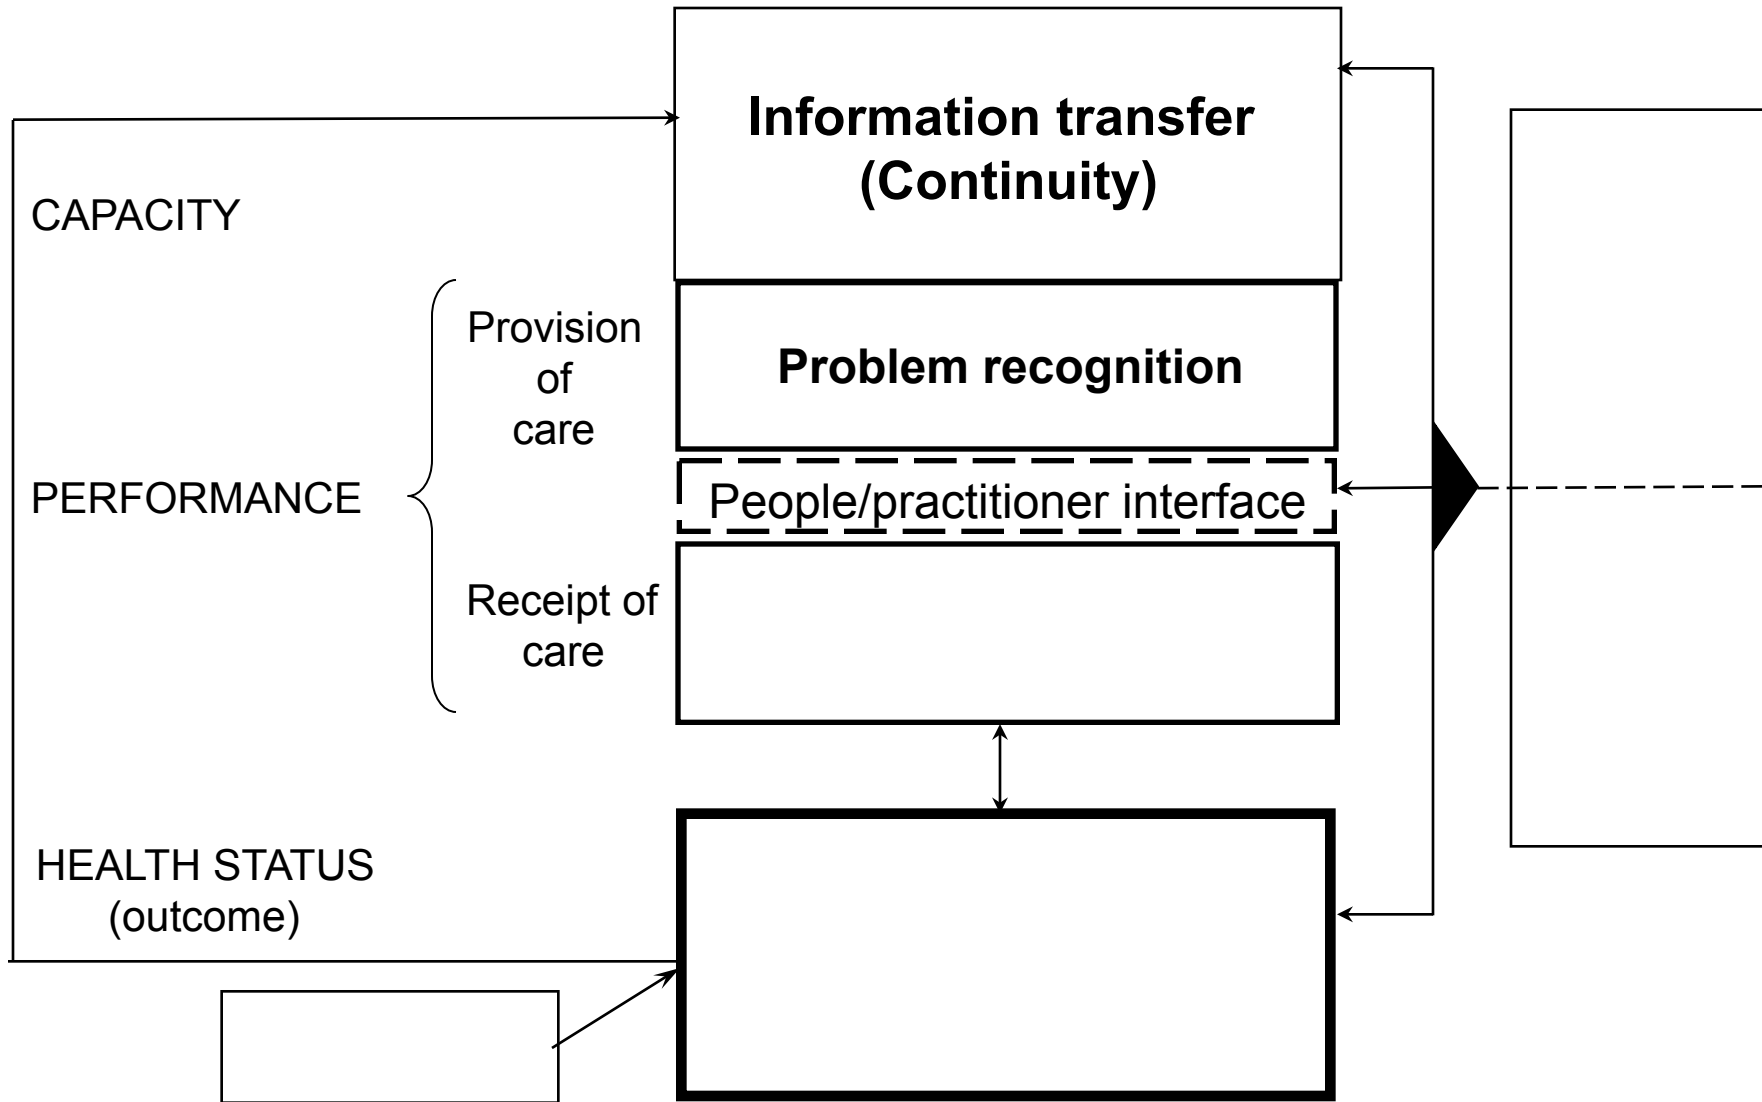 Information transfer
(Continuity)
CAPACITY
Provision
of
care
Problem recognition
PERFORMANCE
People/practitioner interface
Receipt of
care
HEALTH STATUS
(outcome)